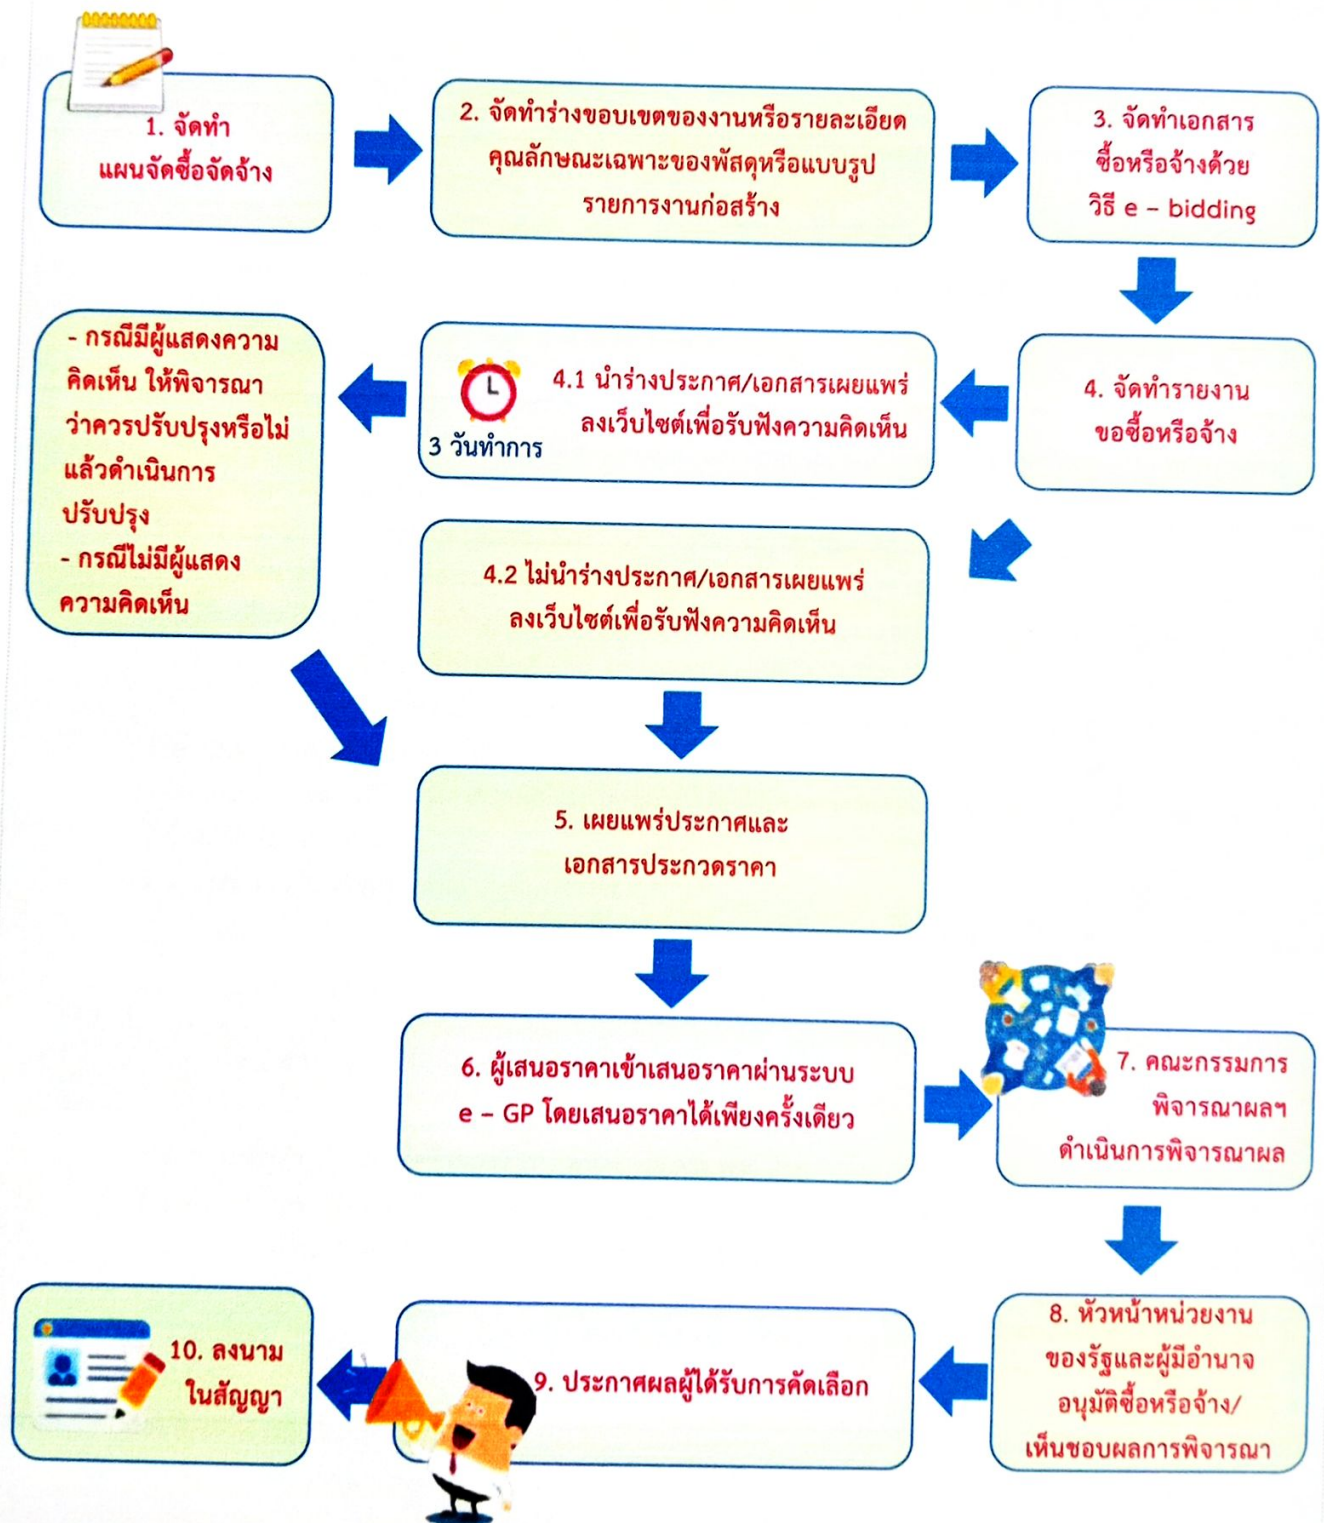 1. จัดทำ
แผนจัดซื้อจัดจ้าง
2. จัดทำร่างขอบเขตของงานหรือรายละเอียด
คุณลักษณะเฉพาะของพัสดุหรือแบบรูป
รายการงานก่อสร้าง
3. จัดทำเอกสาร
ซื้อหรือจ้างด้วย
วิธี e – bidding
4. จัดทำรายงาน
ขอซื้อหรือจ้าง
4.1 นำร่างประกาศ/เอกสารเผยแพร่
ลงเว็บไซต์เพื่อรับฟังความคิดเห็น
3 วันทำการ
- กรณีมีผู้แสดงความ
คิดเห็น ให้พิจารณา
ว่าควรปรับปรุงหรือไม่
แล้วดำเนินการ
ปรับปรุง
- กรณีไม่มีผู้แสดง
ความคิดเห็น
4.2 ไม่นำร่างประกาศ/เอกสารเผยแพร่
ลงเว็บไซต์เพื่อรับฟังความคิดเห็น
5. เผยแพร่ประกาศและ
เอกสารประกวดราคา
6. ผู้เสนอราคาเข้าเสนอราคาผ่านระบบ
e – GP โดยเสนอราคาได้เพียงครั้งเดียว
7. คณะกรรมการ
พิจารณาผลฯ
ดำเนินการพิจารณาผล
8. หัวหน้าหน่วยงาน
ของรัฐและผู้มีอำนาจ
อนุมัติซื้อหรือจ้าง/
เห็นชอบผลการพิจารณา
9. ประกาศผลผู้ได้รับการคัดเลือก
10. ลงนาม
ในสัญญา